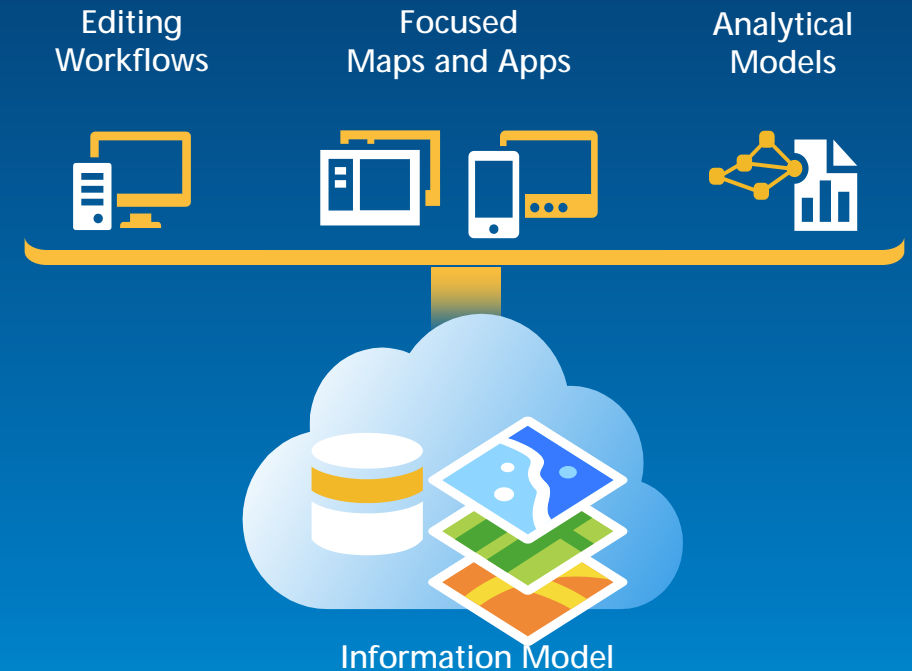 Editing
Workflows
Focused
Maps and Apps
Analytical
Models
Information Model